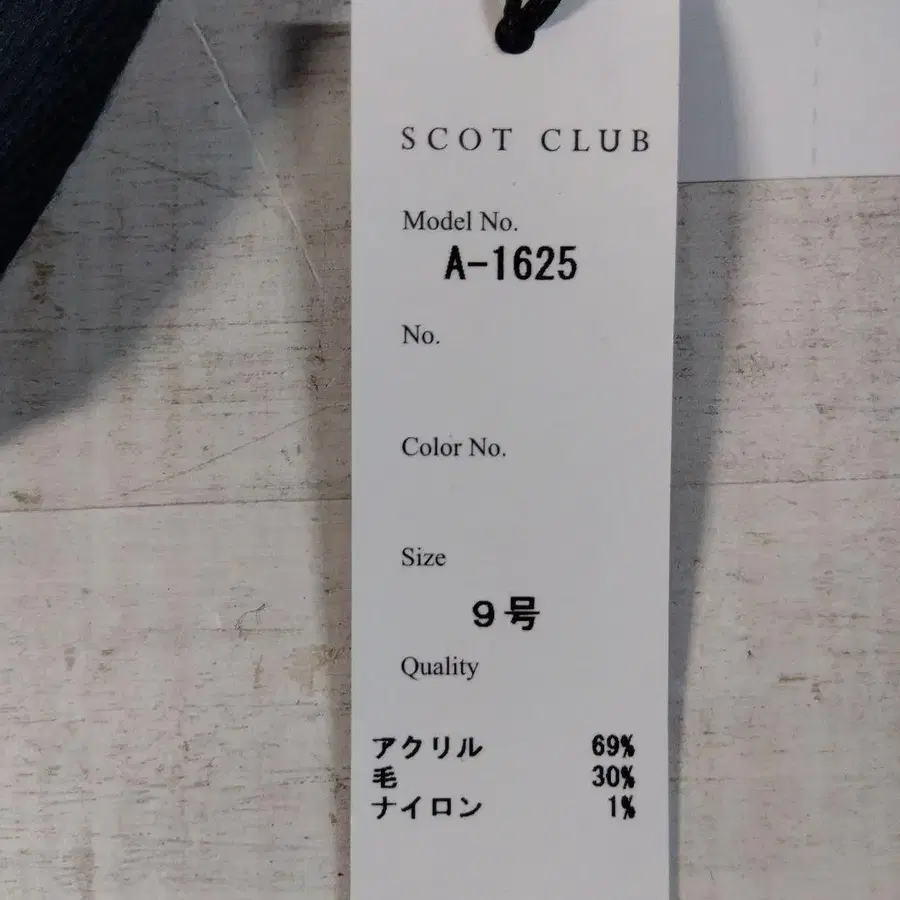 SCOT CLUB
Model No.
A-1625
No.
Color No.
Size
9号
Quality
アクリル 69%
毛 30%
ナイロン 1%